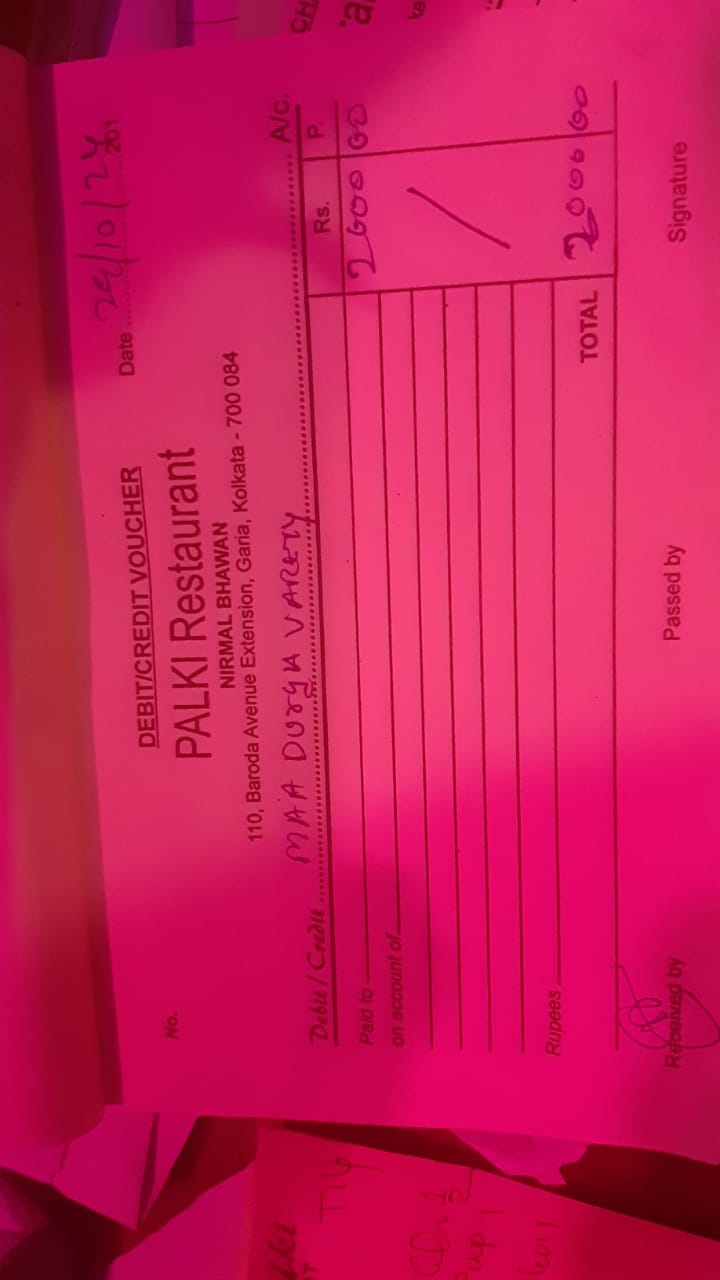 DEBIT/CREDIT VOUCHER
Date 29/10/24 201
PALKI Restaurant
No.
NIRMAL BHAWAN
110, Baroda Avenue Extension, Garia, Kolkata - 700 084
Debit / Credit MAA DURGA VARETY A/C.
Rs. P.
Paid to 2000 00
on account of
Rupees
TOTAL 2000 00
Received by Passed by Signature